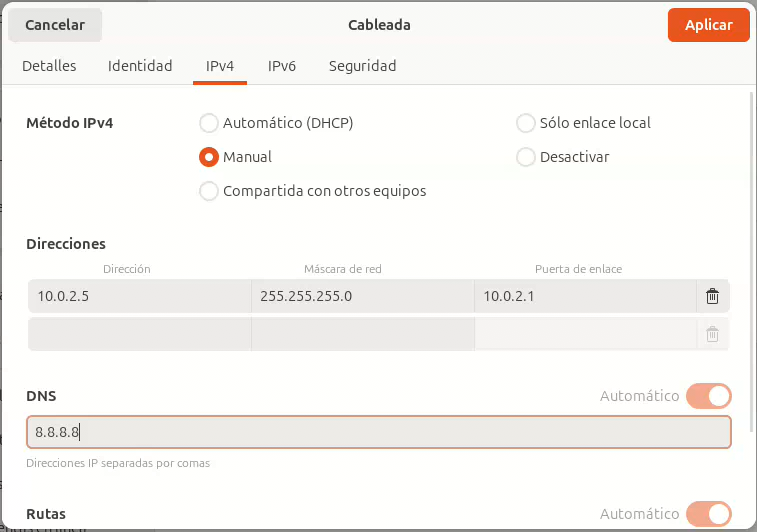 Cancelar Cableada Aplicar
Detalles Identidad IPv4 IPv6 Seguridad
Método IPv4 Automático (DHCP) Sólo enlace local
Manual Desactivar
Compartida con otros equipos
Direcciones
Dirección Máscara de red Puerta de enlace
10.0.2.5 255.255.255.0 10.0.2.1
DNS Automático
8.8.8.8
Direcciones IP separadas por comas
Rutas Automático